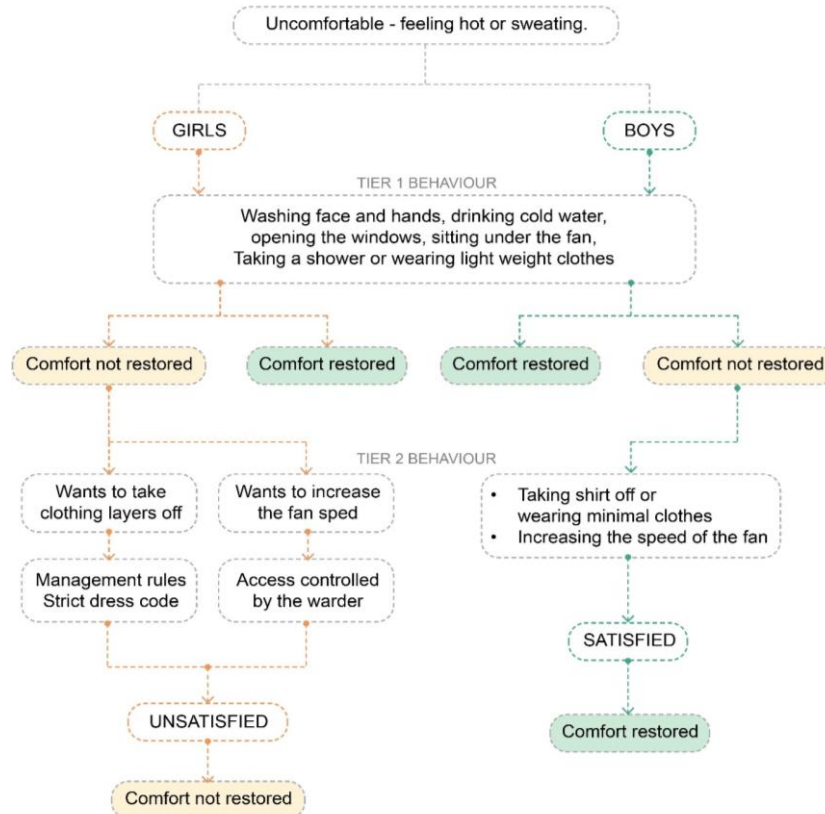 Uncomfortable - feeling hot or sweating.
GIRLS
BOYS
TIER 1 BEHAVIOUR
Washing face and hands, drinking cold water,
opening the windows, sitting under the fan,
Taking a shower or wearing light weight clothes
Comfort not restored
Comfort restored
Comfort restored
Comfort not restored
TIER 2 BEHAVIOUR
Wants to take
clothing layers off
Wants to increase
the fan sped
• Taking shirt off or
wearing minimal clothes
• Increasing the speed of the fan
Management rules
Strict dress code
Access controlled
by the warder
SATISFIED
UNSATISFIED
Comfort restored
Comfort not restored